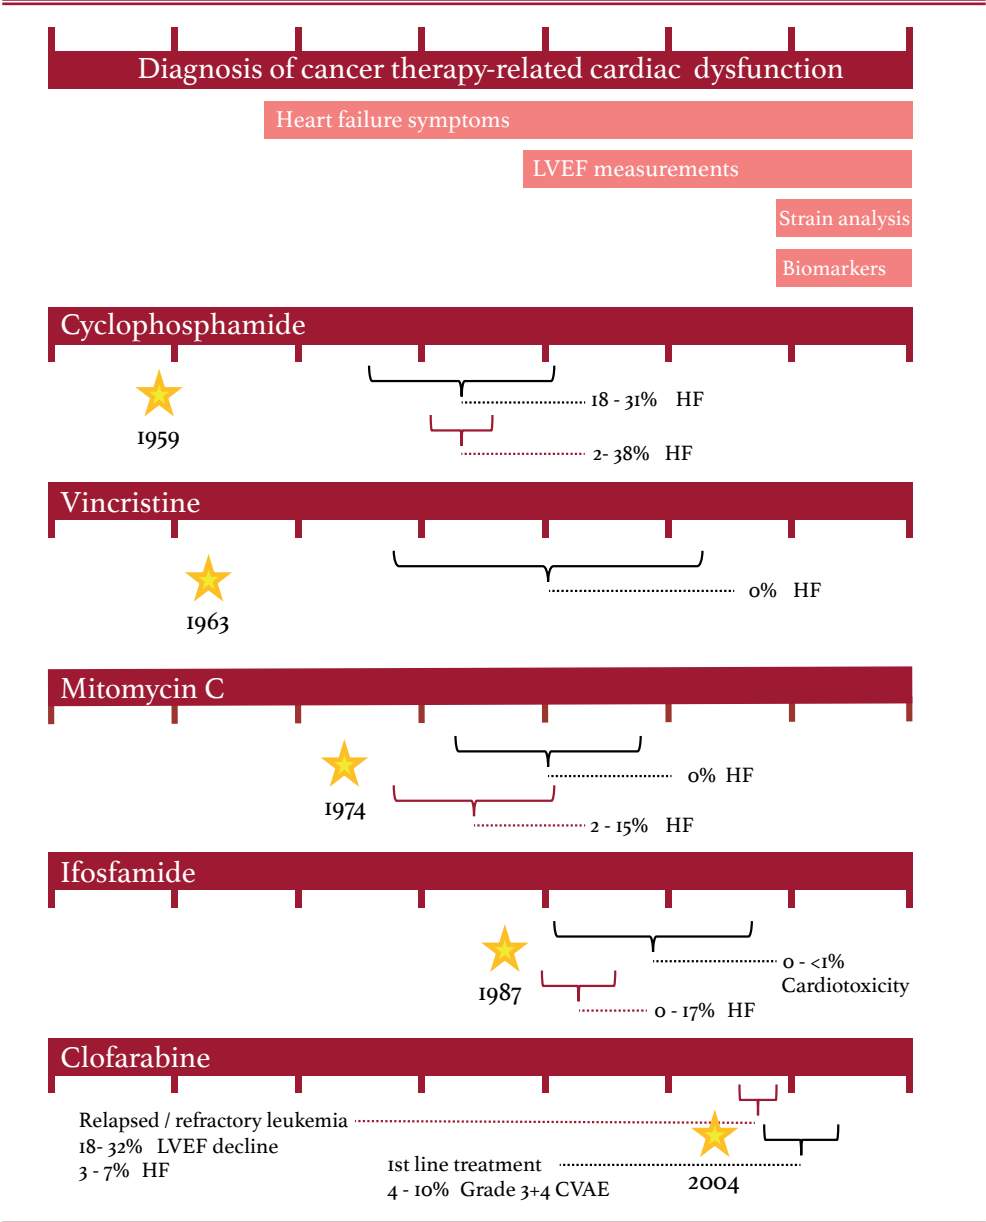 Diagnosis of cancer therapy-related cardiac dysfunction
Heart failure symptoms
LVEF measurements
Strain analysis
Biomarkers
Cyclophosphamide
18 - 31% HF
1959
2- 38% HF
Vincristine
0% HF
1963
Mitomycin C
0% HF
1974
2 - 15% HF
Ifosfamide
0 - <1%
Cardiotoxicity
1987
0 - 17% HF
Clofarabine
Relapsed / refractory leukemia
18- 32% LVEF decline
3 - 7% HF
1st line treatment
4 - 10% Grade 3+4 CVAE
2004